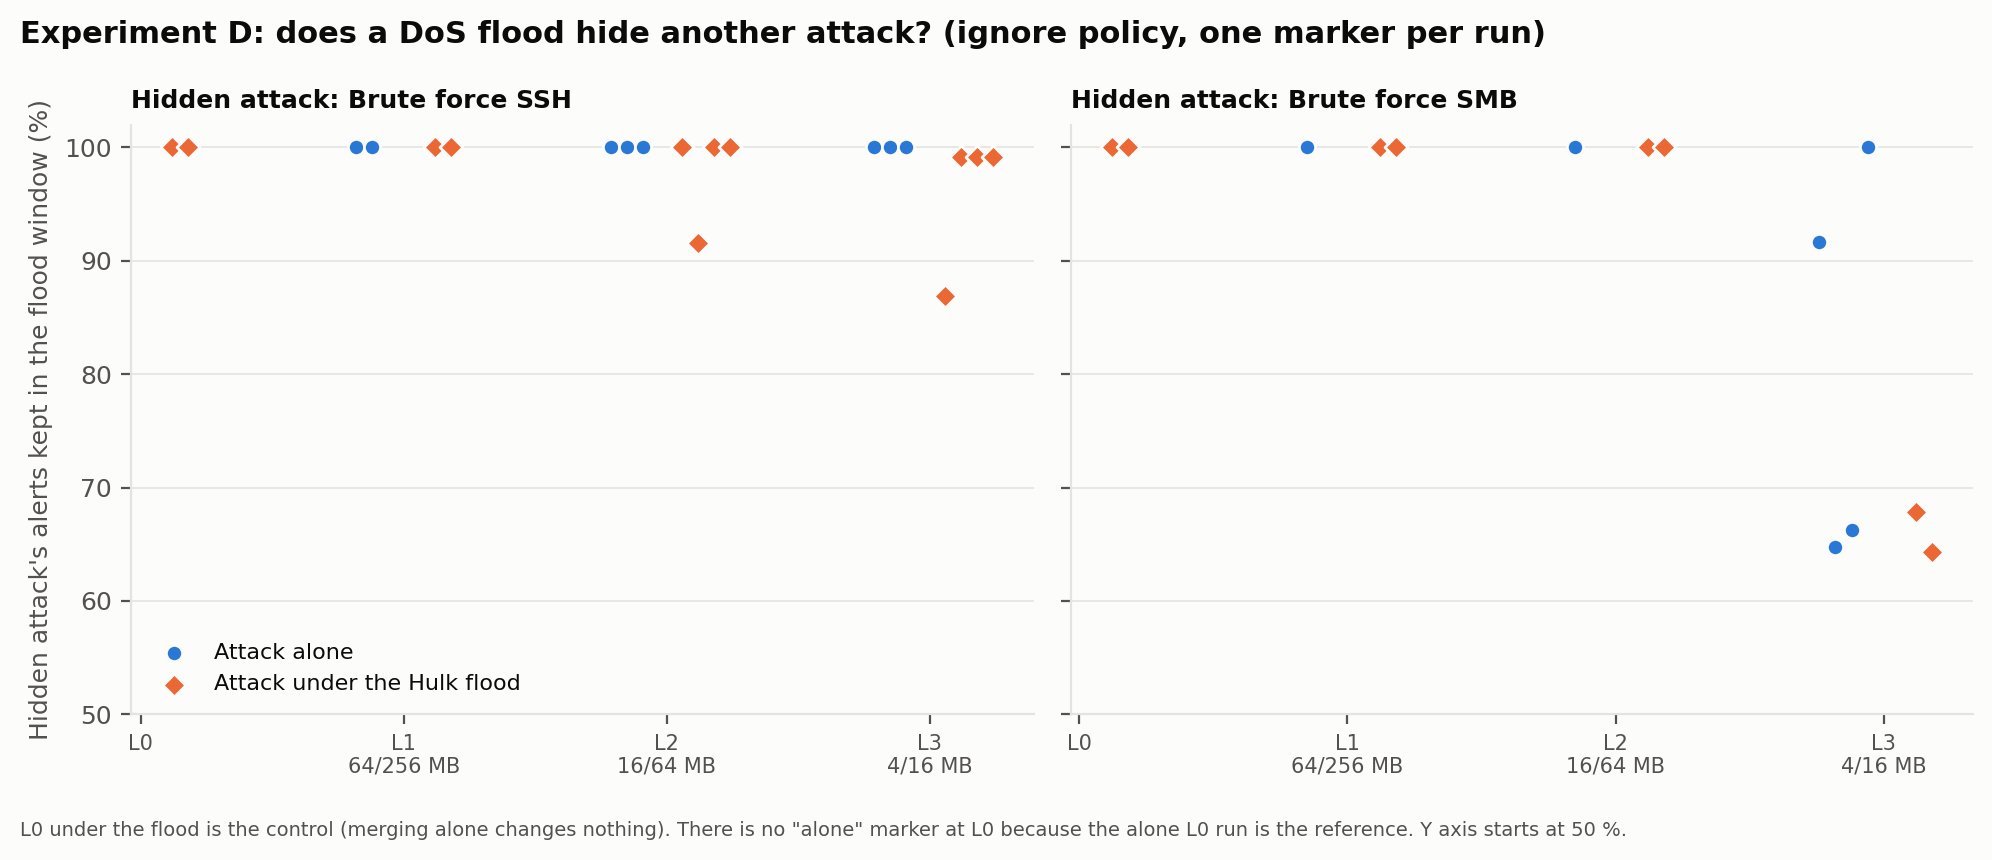 Experiment D: does a DoS flood hide another attack? (ignore policy, one marker per run)
Hidden attack: Brute force SSH
Hidden attack: Brute force SMB
Hidden attack's alerts kept in the flood window (%)
100
90
80
70
60
50
Attack alone
Attack under the Hulk flood
L0
L1
64/256 MB
L2
16/64 MB
L3
4/16 MB
L0
L1
64/256 MB
L2
16/64 MB
L3
4/16 MB
L0 under the flood is the control (merging alone changes nothing). There is no "alone" marker at L0 because the alone L0 run is the reference. Y axis starts at 50 %.